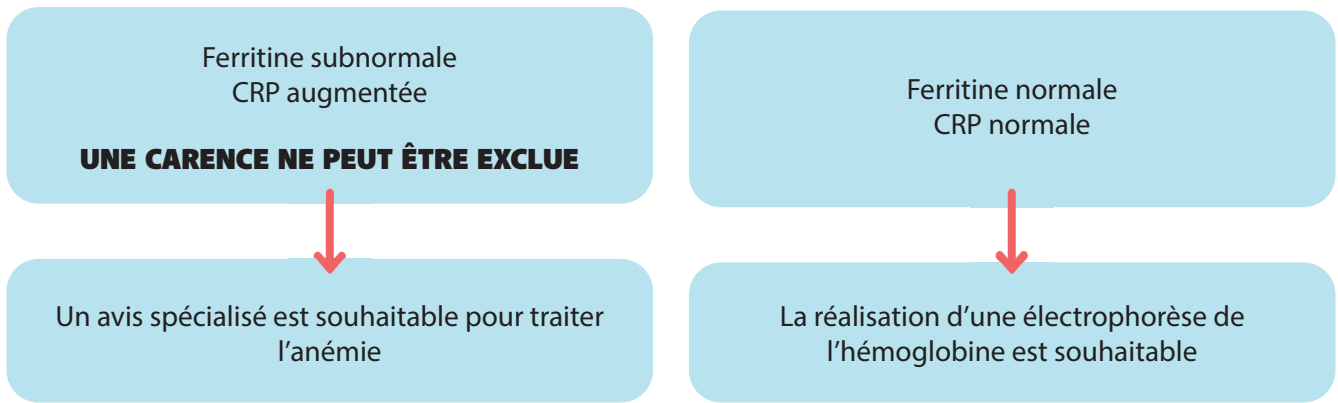 Ferritine subnormale
CRP augmentée
UNE CARENCE NE PEUT ÊTRE EXCLUE
Un avis spécialisé est souhaitable pour traiter
l’anémie
Ferritine normale
CRP normale
La réalisation d’une électrophorèse de
l’hémoglobine est souhaitable